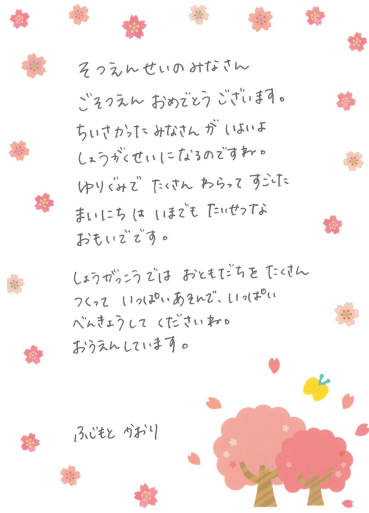 そつえんせいのみなさん
ごそつえん おめでとう ございます。
ちいさかった みなさん が いよいよ
しょうがくせい に なるのですね。
ゆりぐみで たくさん わらって すごした
まいにち は いまでも たいせつな
おもいで です。
しょうがっこう では おともだち を たくさん
つくって いっぱい あそんで、いっぱい
べんきょう して ください ね。
おうえん しています。
ふじもと かおり